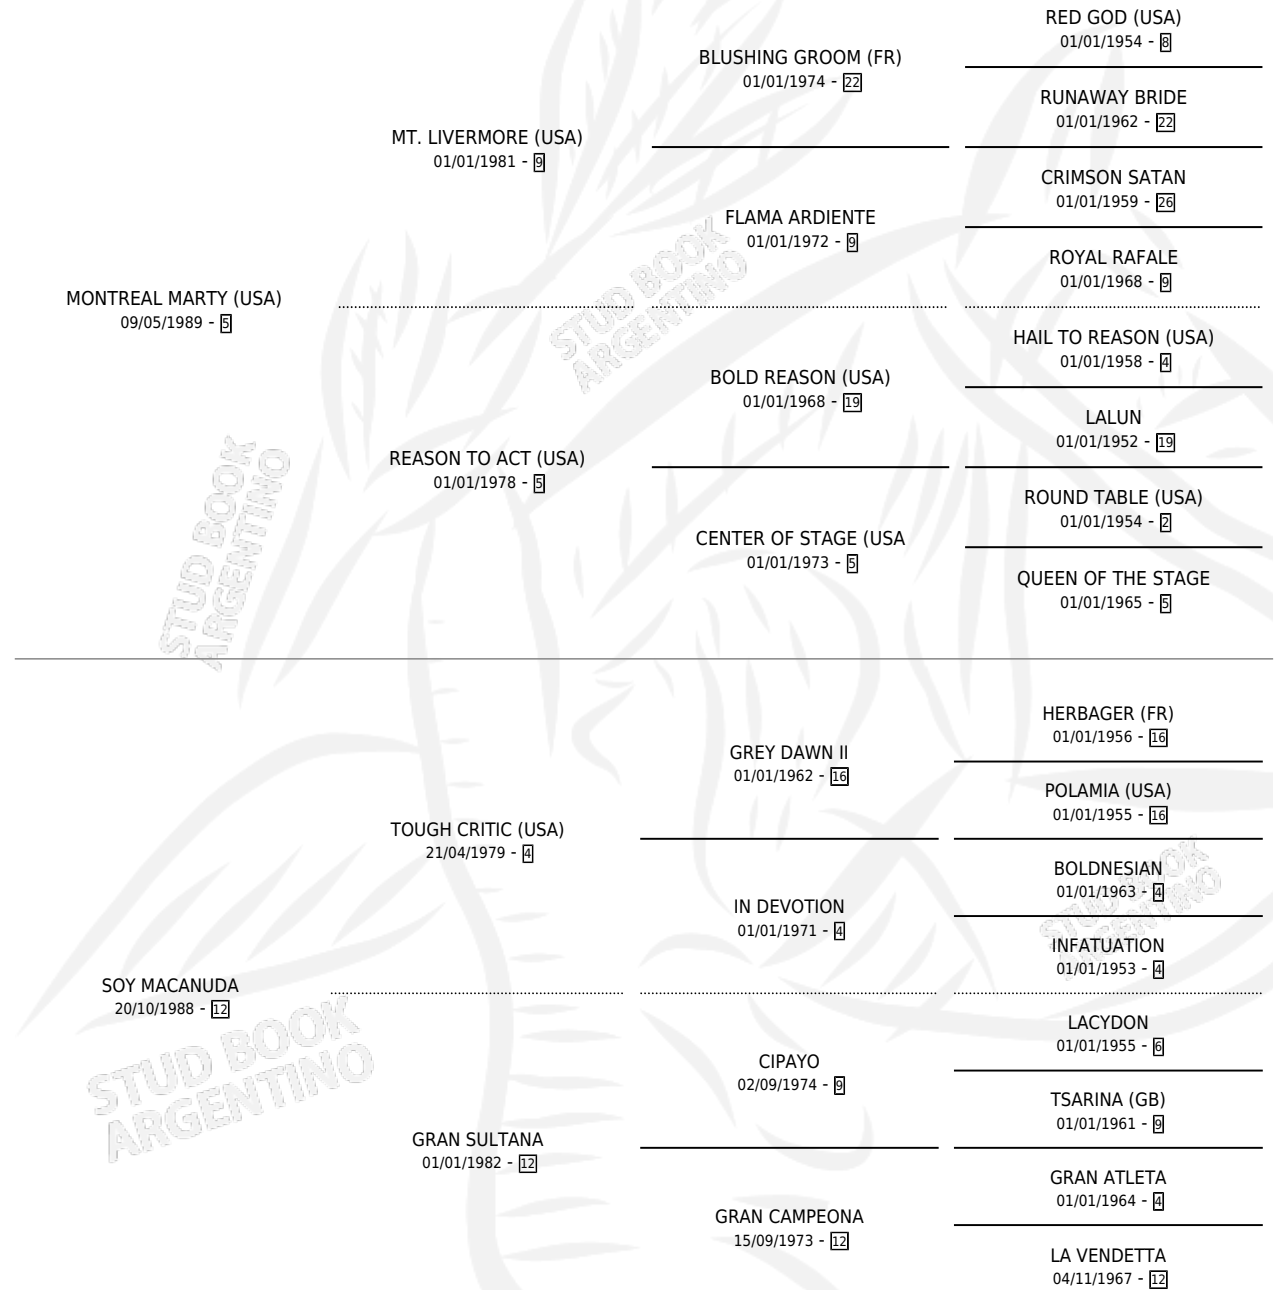 RED GOD (USA)
01/01/1954 - 8
BLUSHING GROOM (FR)
01/01/1974 - 22
RUNAWAY BRIDE
01/01/1962 - 22
MT. LIVERMORE (USA)
01/01/1981 - 9
CRIMSON SATAN
01/01/1959 - 26
FLAMA ARDIENTE
01/01/1972 - 9
ROYAL RAFALE
01/01/1968 - 9
MONTREAL MARTY (USA)
09/05/1989 - 5
STUD BOOK
ARGENTINO
HAIL TO REASON (USA)
01/01/1958 - 4
BOLD REASON (USA)
01/01/1968 - 19
LALUN
01/01/1952 - 19
REASON TO ACT (USA)
01/01/1978 - 5
ROUND TABLE (USA)
01/01/1954 - 2
CENTER OF STAGE (USA
01/01/1973 - 5
QUEEN OF THE STAGE
01/01/1965 - 5
STUD BOOK
ARGENTINO
HERBAGER (FR)
01/01/1956 - 16
GREY DAWN II
01/01/1962 - 16
POLAMIA (USA)
01/01/1955 - 16
TOUGH CRITIC (USA)
21/04/1979 - 4
BOLDNESIAN
01/01/1963 - 4
STUD BOOK
ARGENTINO
IN DEVOTION
01/01/1971 - 4
INFATUATION
01/01/1953 - 4
SOY MACANUDA
20/10/1988 - 12
STUD BOOK
ARGENTINO
LACYDON
01/01/1955 - 6
CIPAYO
02/09/1974 - 9
TSARINA (GB)
01/01/1961 - 9
GRAN SULTANA
01/01/1982 - 12
GRAN ATLETA
01/01/1964 - 4
GRAN CAMPEONA
15/09/1973 - 12
LA VENDETTA
04/11/1967 - 12